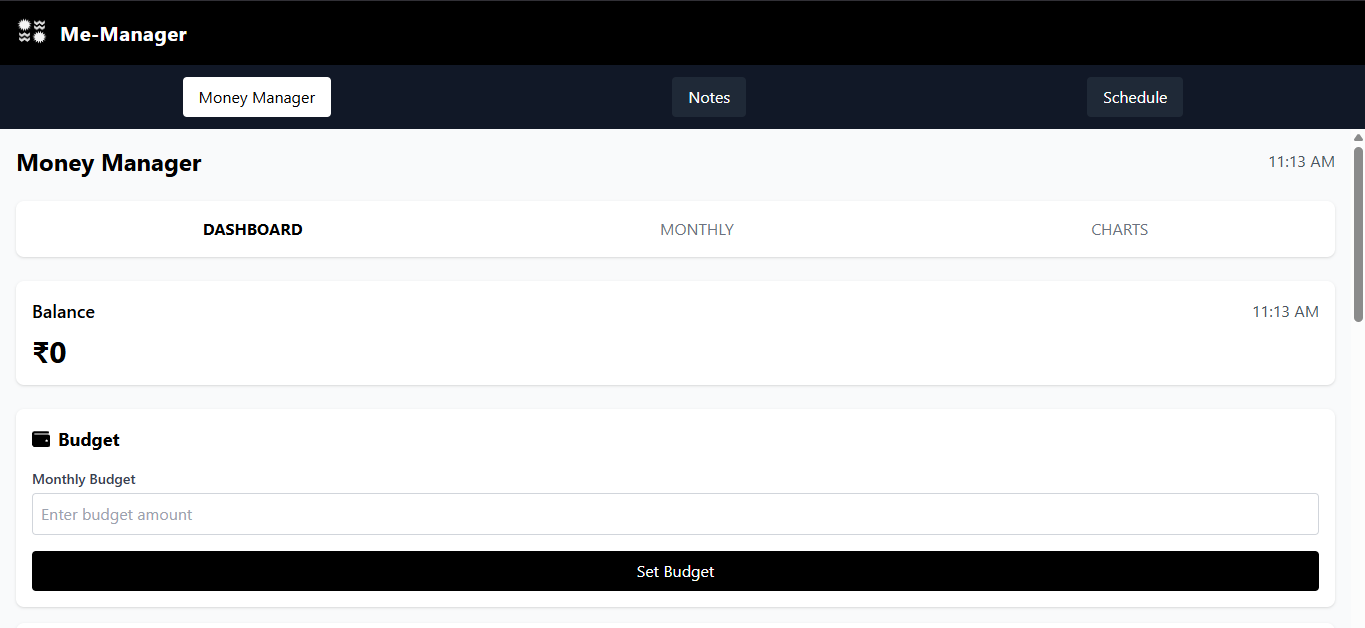 Me-Manager
Money Manager
Notes
Schedule
Money Manager
11:13 AM
DASHBOARD
MONTHLY
CHARTS
Balance
11:13 AM
₹0
Budget
Monthly Budget
Enter budget amount
Set Budget